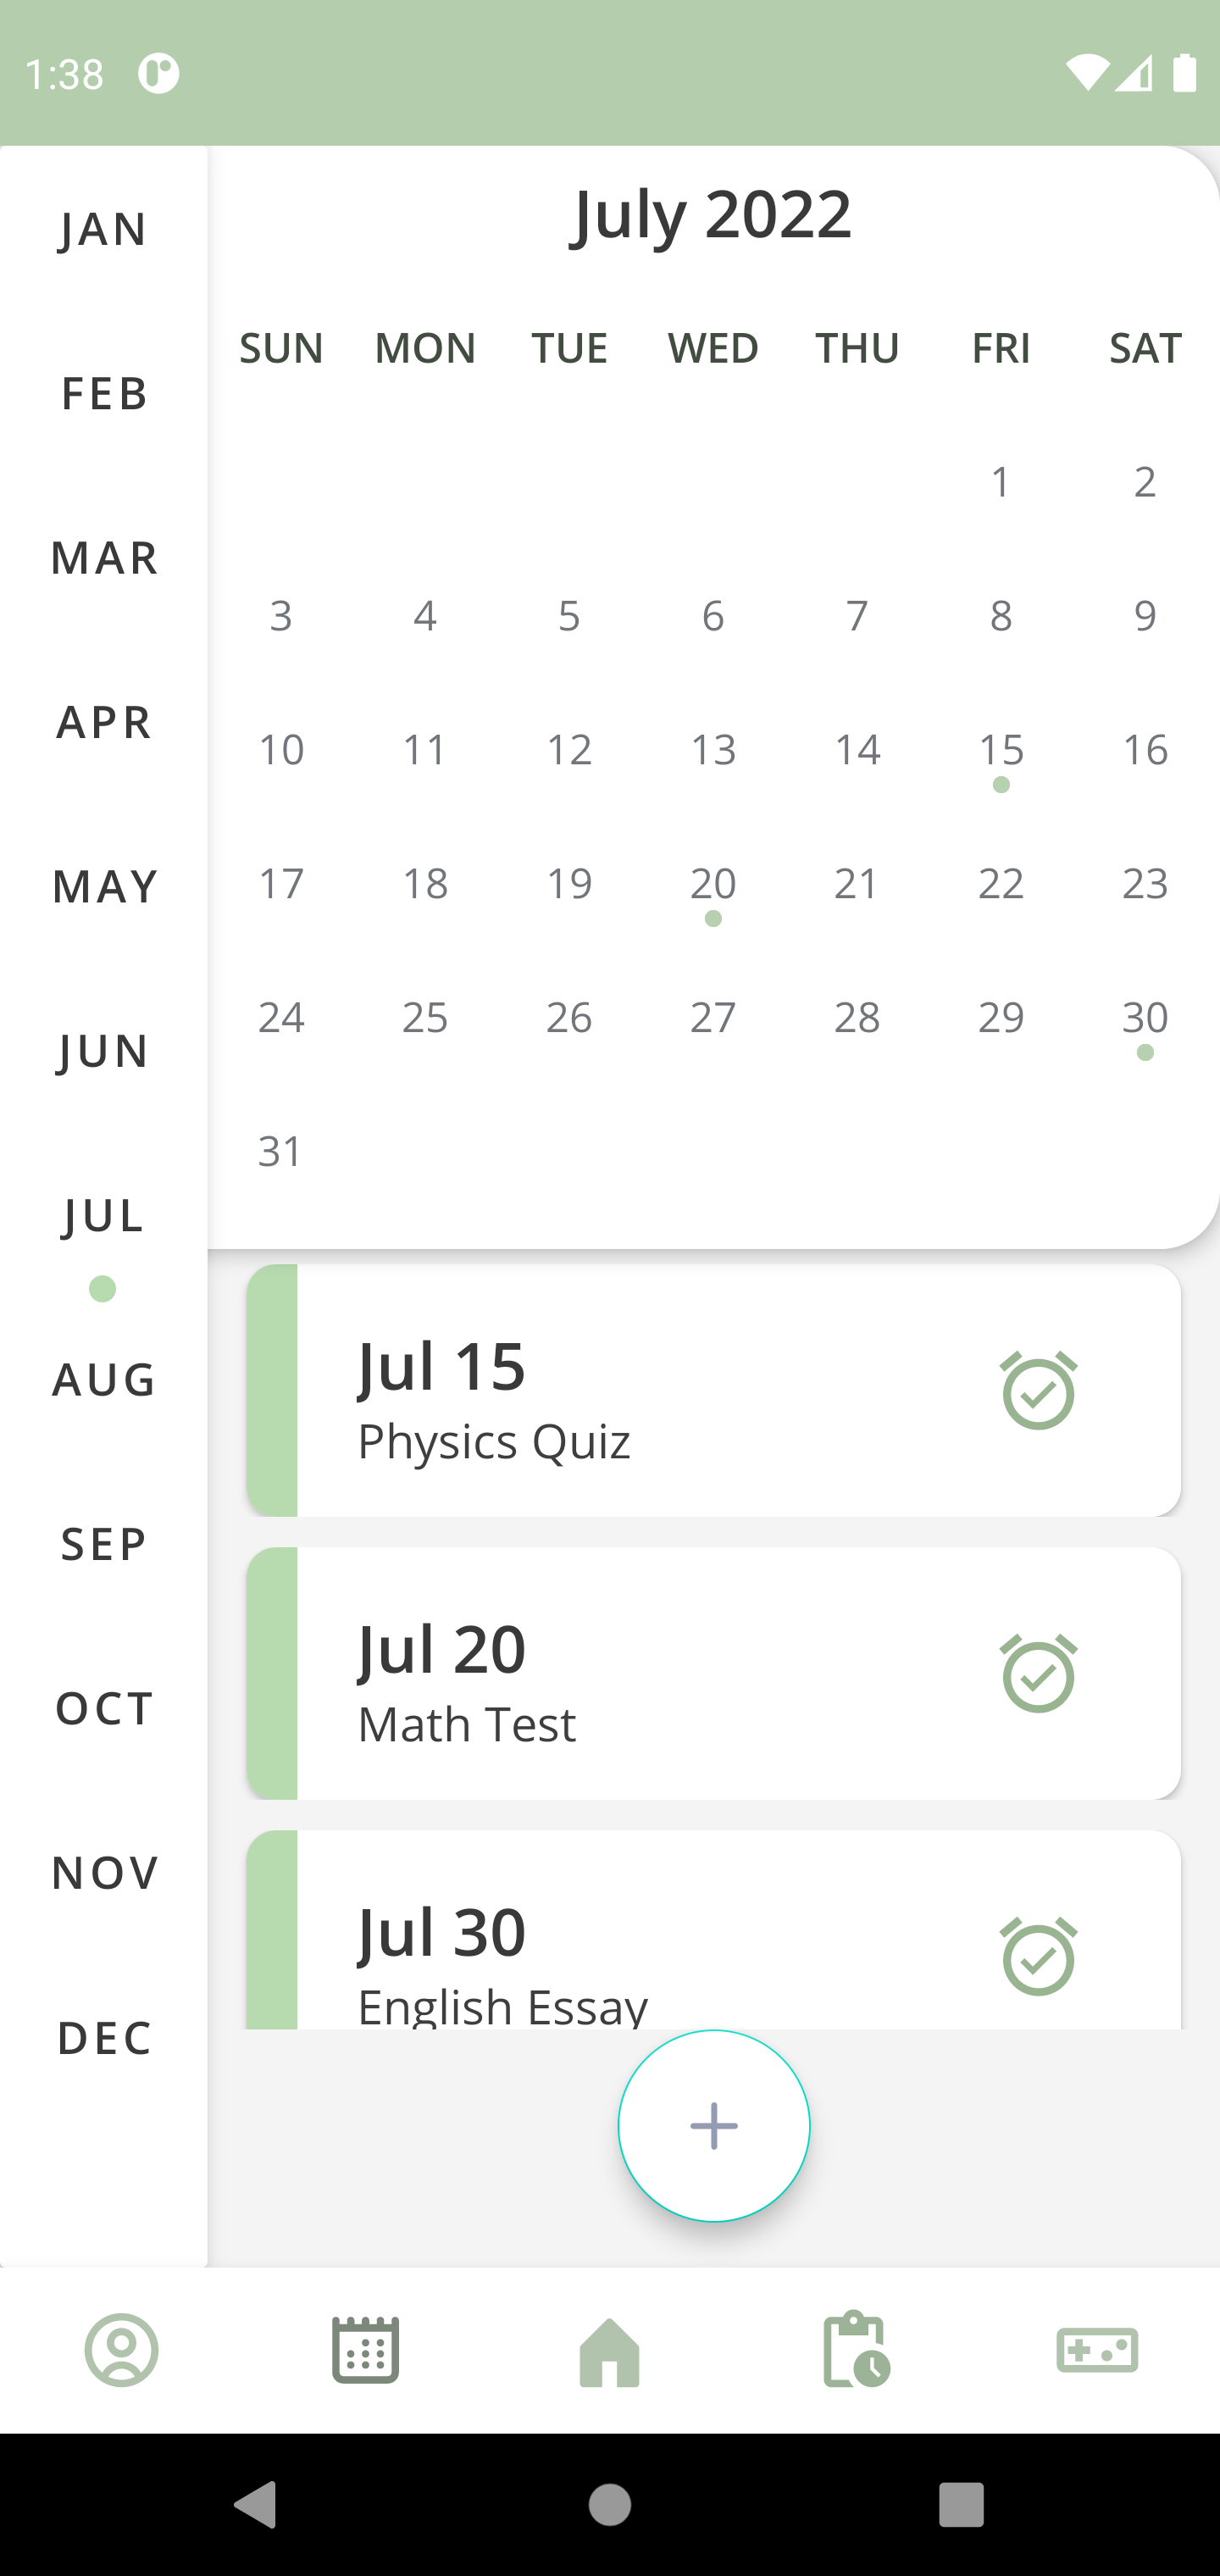 1:38
JAN
FEB
MAR
APR
MAY
JUN
JUL
AUG
SEP
OCT
NOV
DEC
July 2022
SUN MON TUE WED THU FRI SAT
1 2
3 4 5 6 7 8 9
10 11 12 13 14 15 16
17 18 19 20 21 22 23
24 25 26 27 28 29 30
31
Jul 15
Physics Quiz
Jul 20
Math Test
Jul 30
English Essay